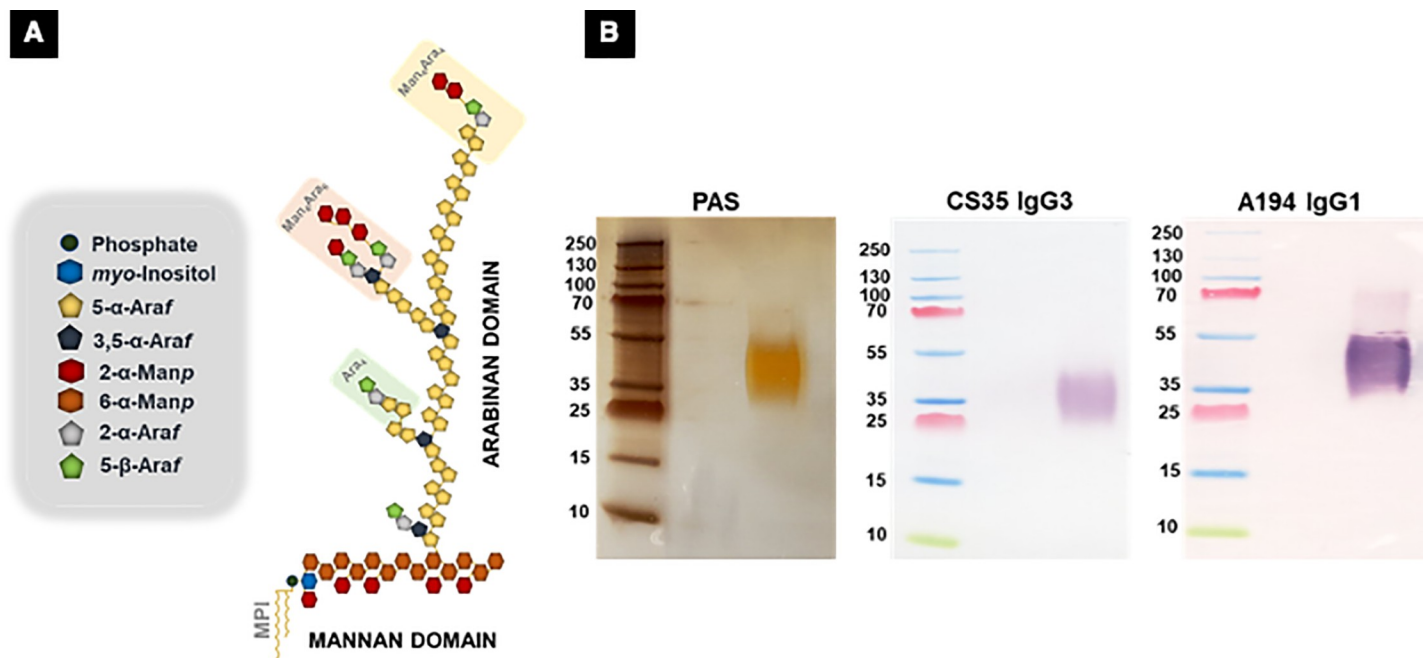 A
Man₂Ara₄
Man₄Ara₆
Ara₄
ARABINAN DOMAIN
MPI
MANNAN DOMAIN
Phosphate
myo-Inositol
5-α-Araf
3,5-α-Araf
2-α-Manp
6-α-Manp
2-α-Araf
5-β-Araf
B
PAS
250
130
100
70
55
35
25
15
10
CS35 IgG3
250
130
100
70
55
35
25
15
10
A194 IgG1
250
130
100
70
55
35
25
15
10